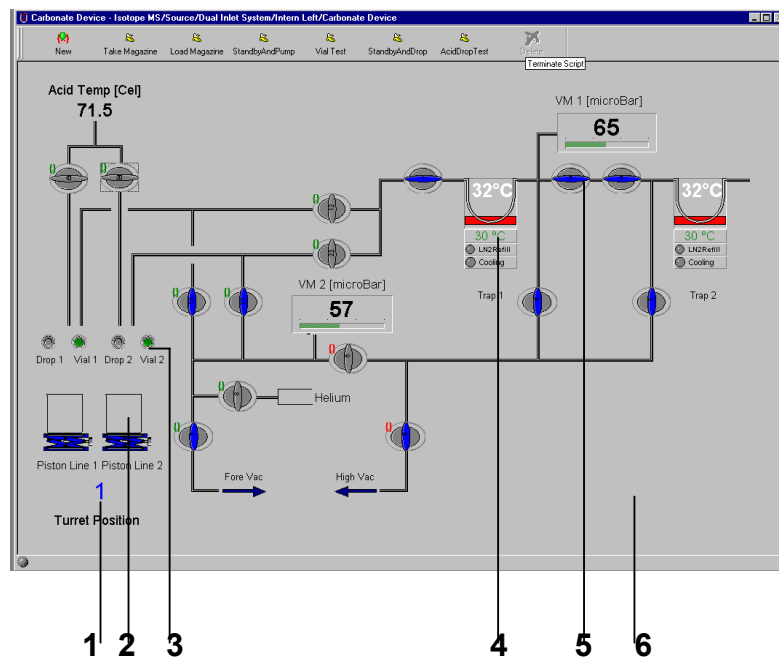 Carbonate Device - Isotope MS/Source/Dual Inlet System/Intern Left/Carbonate Device
New Take Magazine Load Magazine StandbyAndPump Vial Test StandbyAndDrop AcidDropTest Delete
Terminate Script
Acid Temp [Cel]
71.5
VM 1 [microBar]
65
32°C 32°C
30 °C 30 °C
LN2Refill LN2Refill
Cooling Cooling
Trap 1 Trap 2
VM 2 [microBar]
57
Drop 1 Vial 1 Drop 2 Vial 2
Helium
Piston Line 1 Piston Line 2
Fore Vac High Vac
1
Turret Position
1 2 3 4 5 6